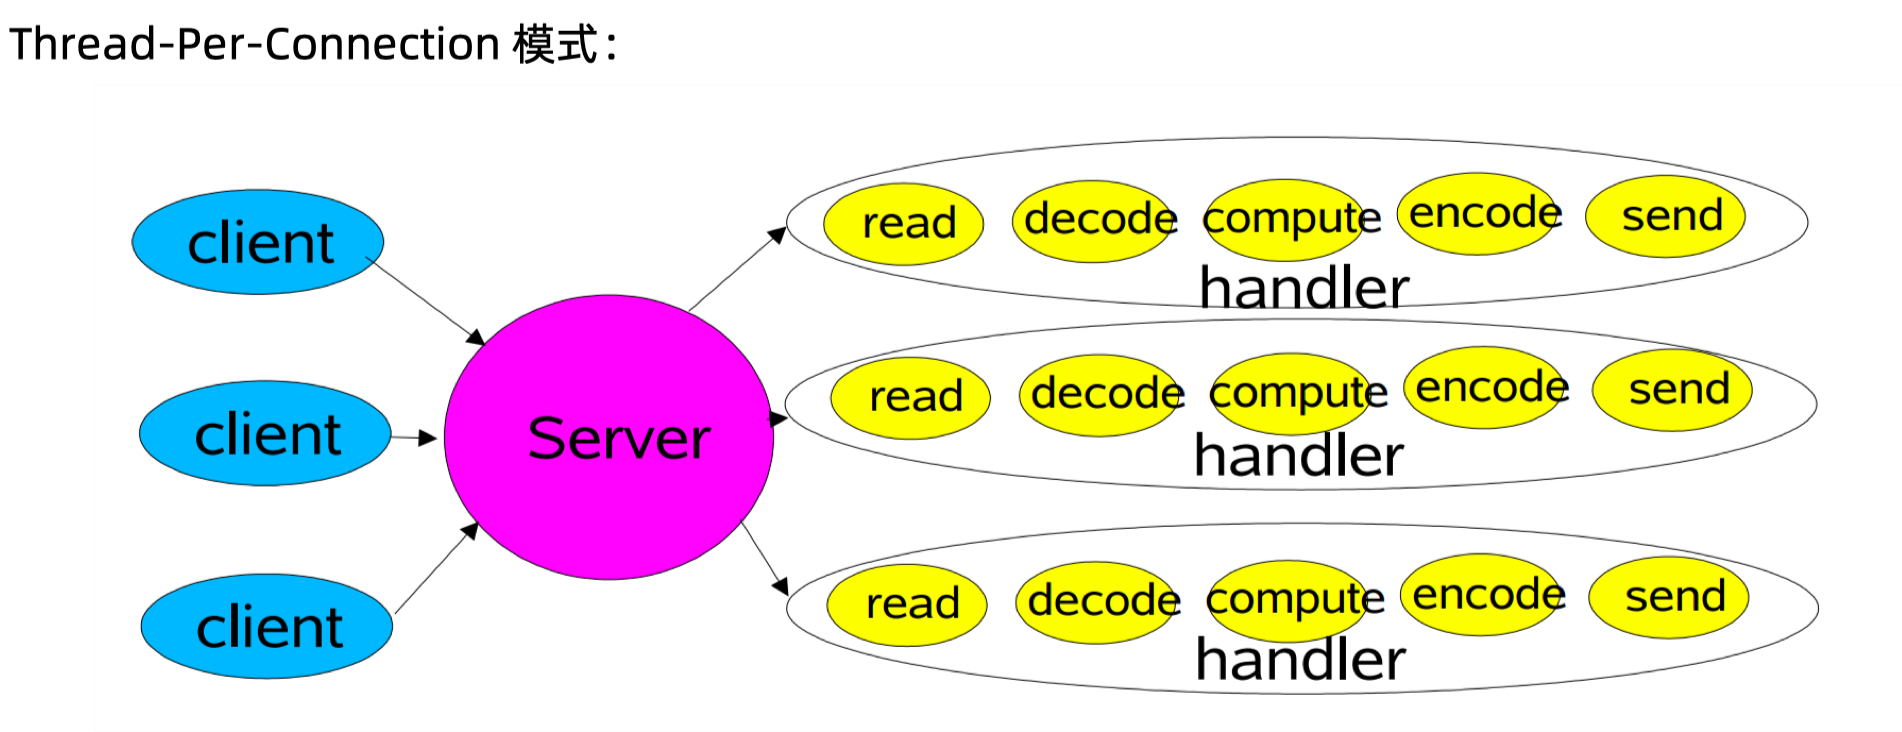 Thread-Per-Connection 模式：
client
read decode compute encode send
handler
client
Server
read decode compute encode send
handler
client
read decode compute encode send
handler